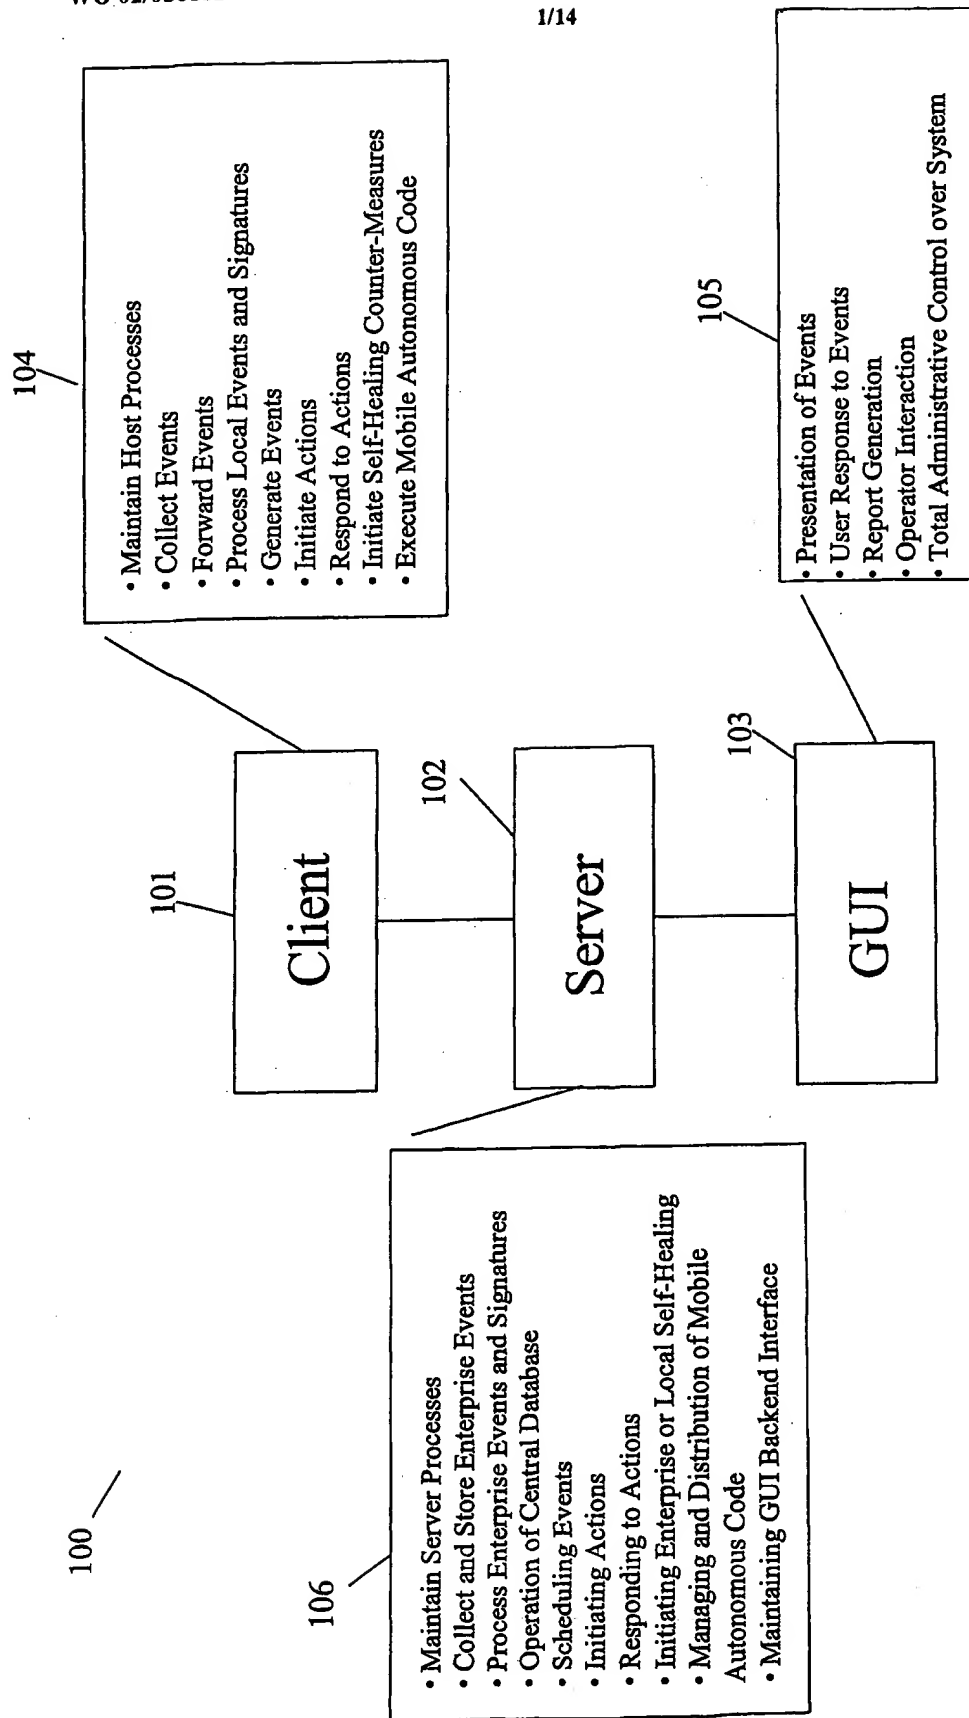 1/14
100
104
• Maintain Host Processes
• Collect Events
• Forward Events
• Process Local Events and Signatures
• Generate Events
• Initiate Actions
• Respond to Actions
• Initiate Self-Healing Counter-Measures
• Execute Mobile Autonomous Code
101
Client
102
Server
103
GUI
105
• Presentation of Events
• User Response to Events
• Report Generation
• Operator Interaction
• Total Administrative Control over System
106
• Maintain Server Processes
• Collect and Store Enterprise Events
• Process Enterprise Events and Signatures
• Operation of Central Database
• Scheduling Events
• Initiating Actions
• Responding to Actions
• Initiating Enterprise or Local Self-Healing
• Managing and Distribution of Mobile
Autonomous Code
• Maintaining GUI Backend Interface